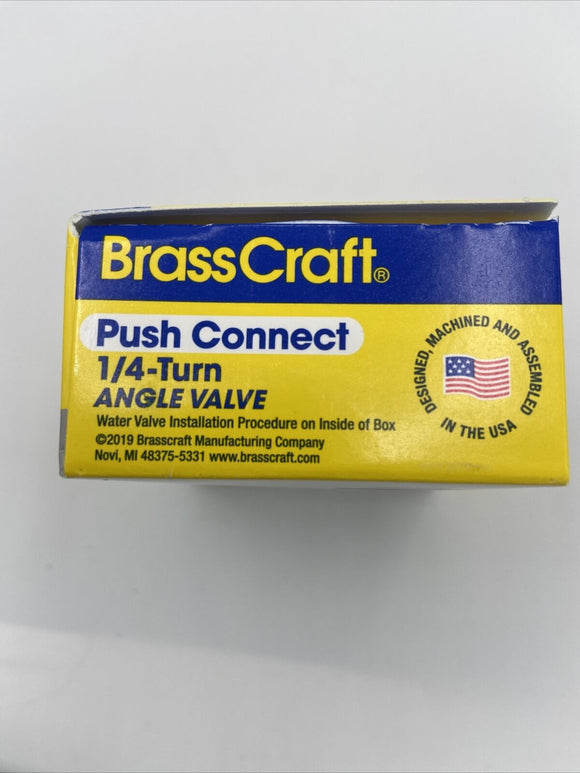 BrassCraft®
Push Connect
1/4-Turn
ANGLE VALVE
Water Valve Installation Procedure on Inside of Box
©2019 Brasscraft Manufacturing Company
Novi, MI 48375-5331 www.brasscraft.com
DESIGNED, MACHINED AND ASSEMBLED
IN THE USA